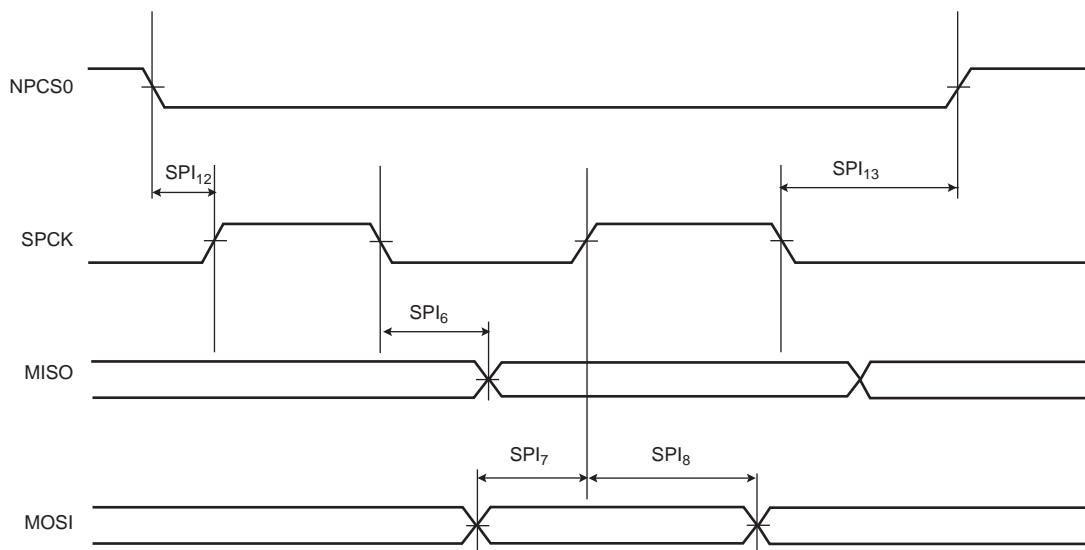 NPCS0
SPI₁₂
SPI₁₃
SPCK
SPI₆
MISO
SPI₇
SPI₈
MOSI